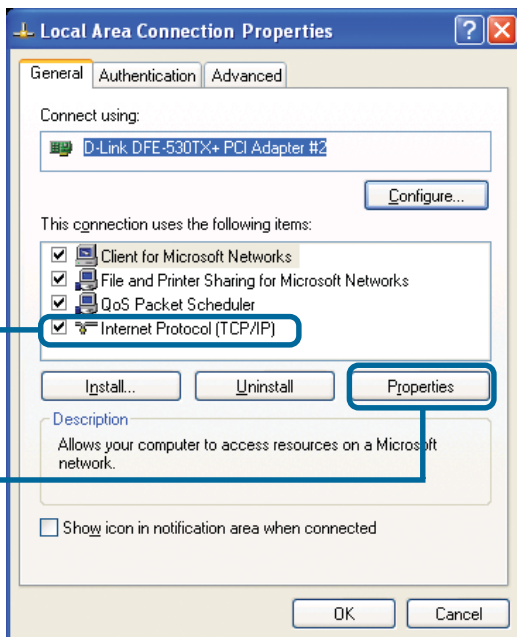 Local Area Connection Properties
General Authentication Advanced
Connect using:
D-Link DFE-530TX+ PCI Adapter #2
Configure...
This connection uses the following items:
Client for Microsoft Networks
File and Printer Sharing for Microsoft Networks
QoS Packet Scheduler
Internet Protocol (TCP/IP)
Install... Uninstall Properties
Description
Allows your computer to access resources on a Microsoft
network.
Show icon in notification area when connected
OK Cancel